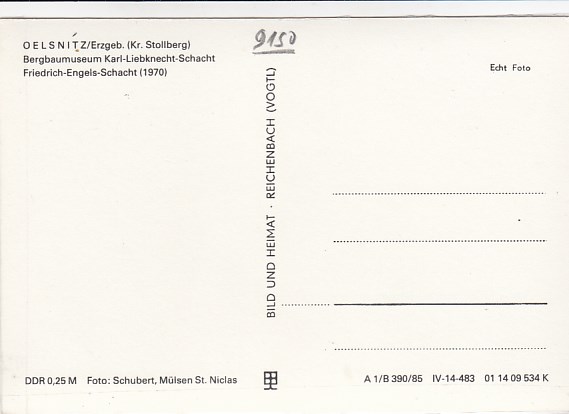 OELSNITZ/Erzgeb. (Kr. Stollberg)
Bergbaumuseum Karl-Liebknecht-Schacht
Friedrich-Engels-Schacht (1970)
9150
Echt Foto
BILD UND HEIMAT · REICHENBACH (VOGTL)
DDR 0,25 M Foto: Schubert, Mülsen St. Niclas
A 1/B 390/85 IV-14-483 01 14 09 534 K